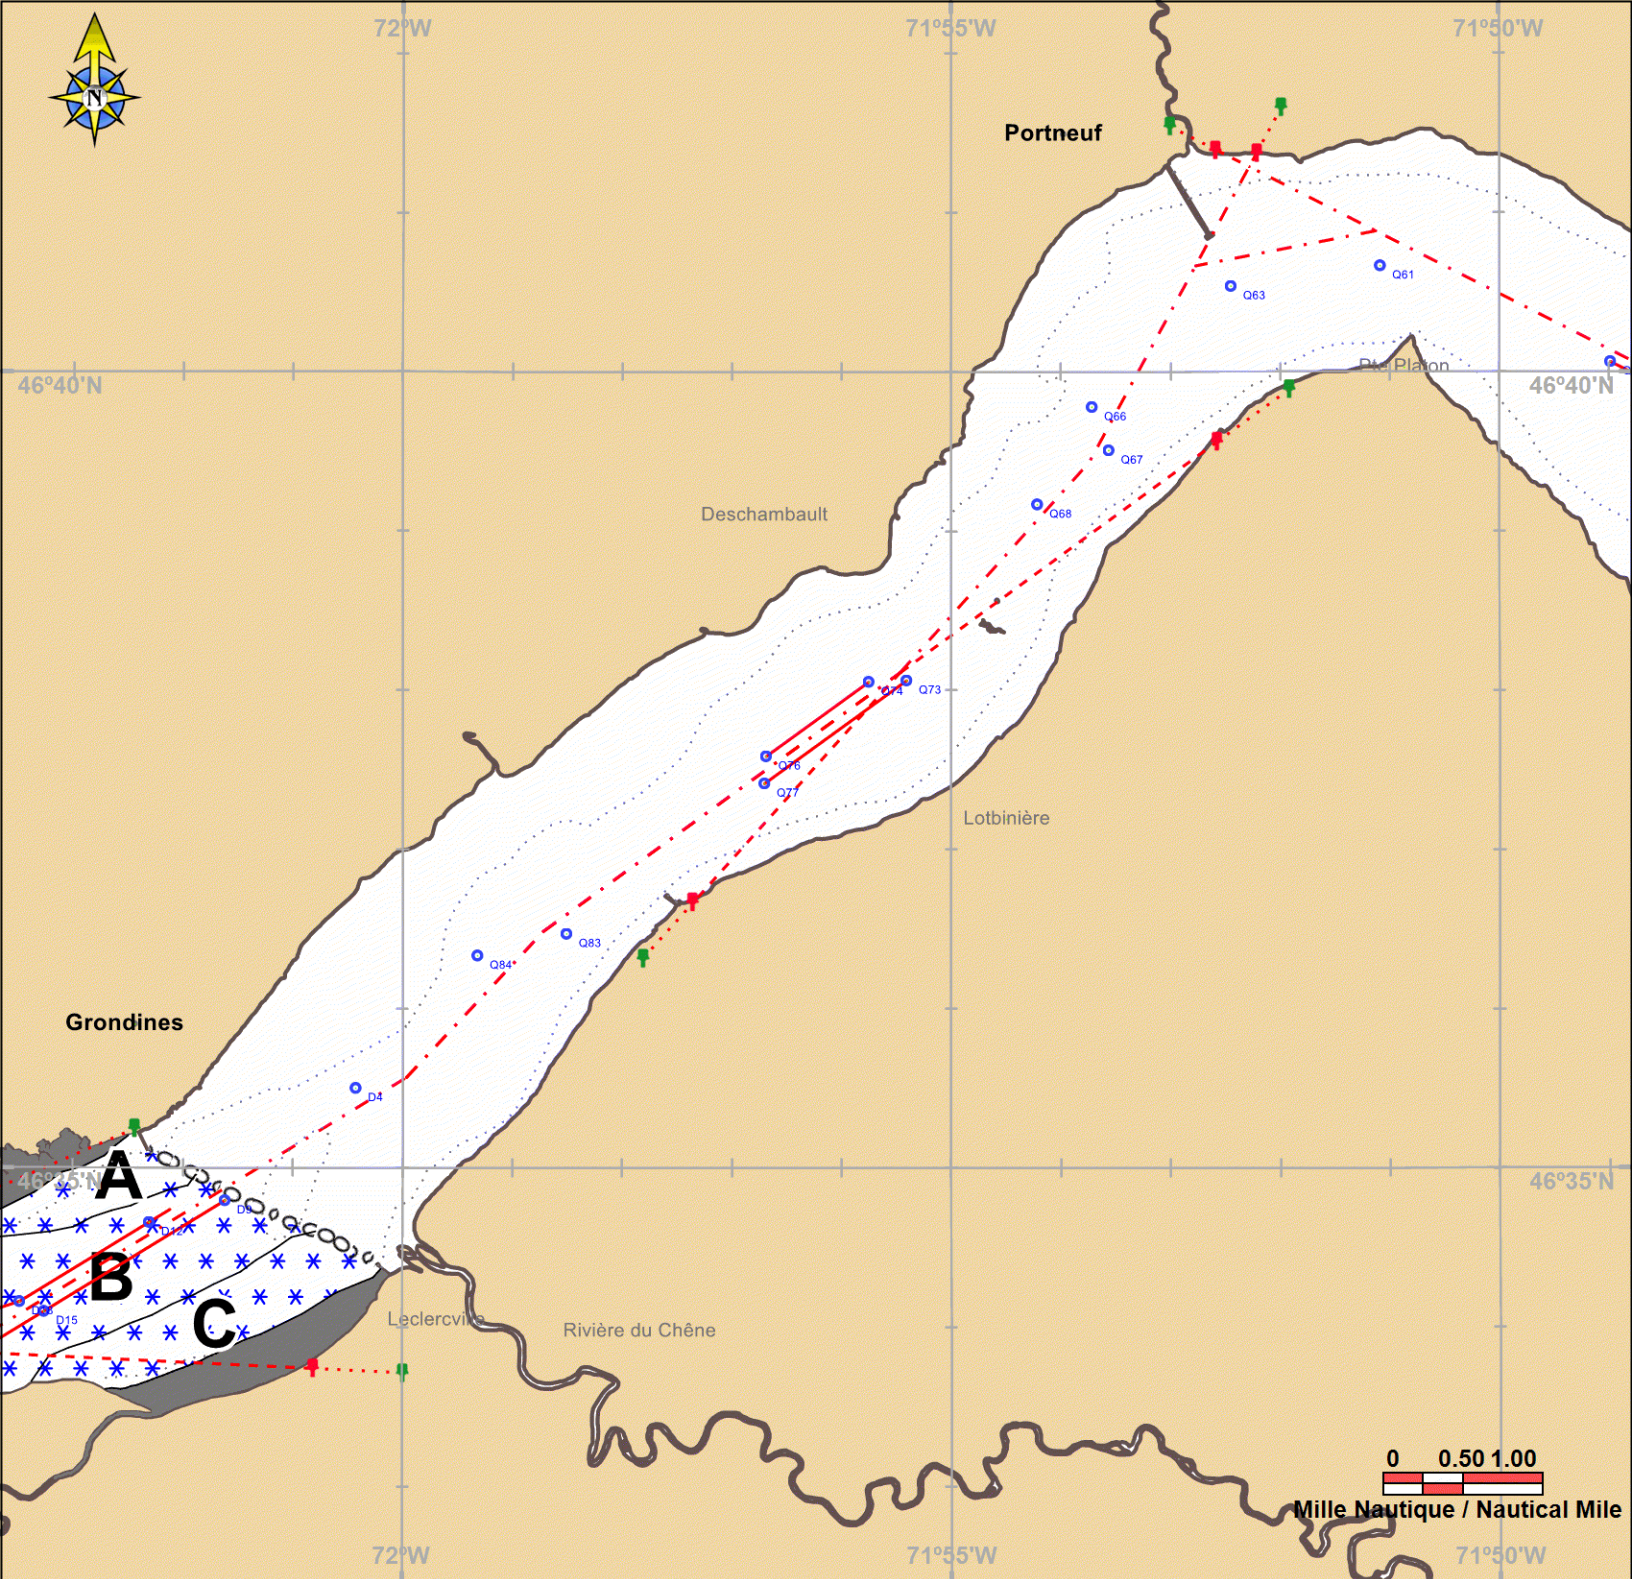 72°W 71°55'W 71°50'W
N
Portneuf
Q61
Q63
Pte Platon
46°40'N 46°40'N
Q66
Q67
Deschambault
Q68
Q74 Q73
Q76
Q77
Lotbinière
Q83
Q84
Grondines
D4
A
46°35'N 46°35'N
D9
D12
B
D15
C
Leclercville
Rivière du Chêne
0 0.50 1.00
Mille Nautique / Nautical Mile
72°W 71°55'W 71°50'W